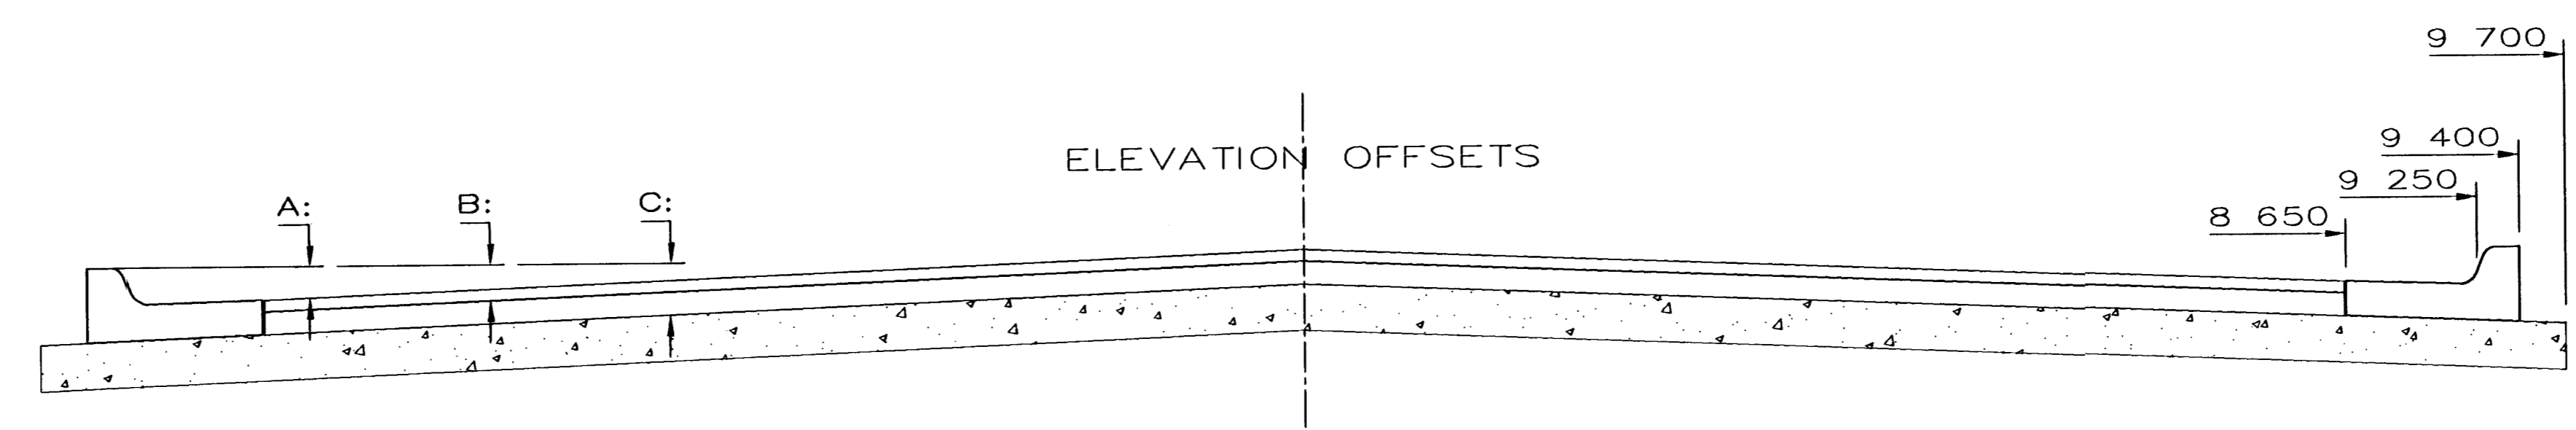 9 700
9 400
ELEVATION OFFSETS
9 250
A: B: C:
8 650